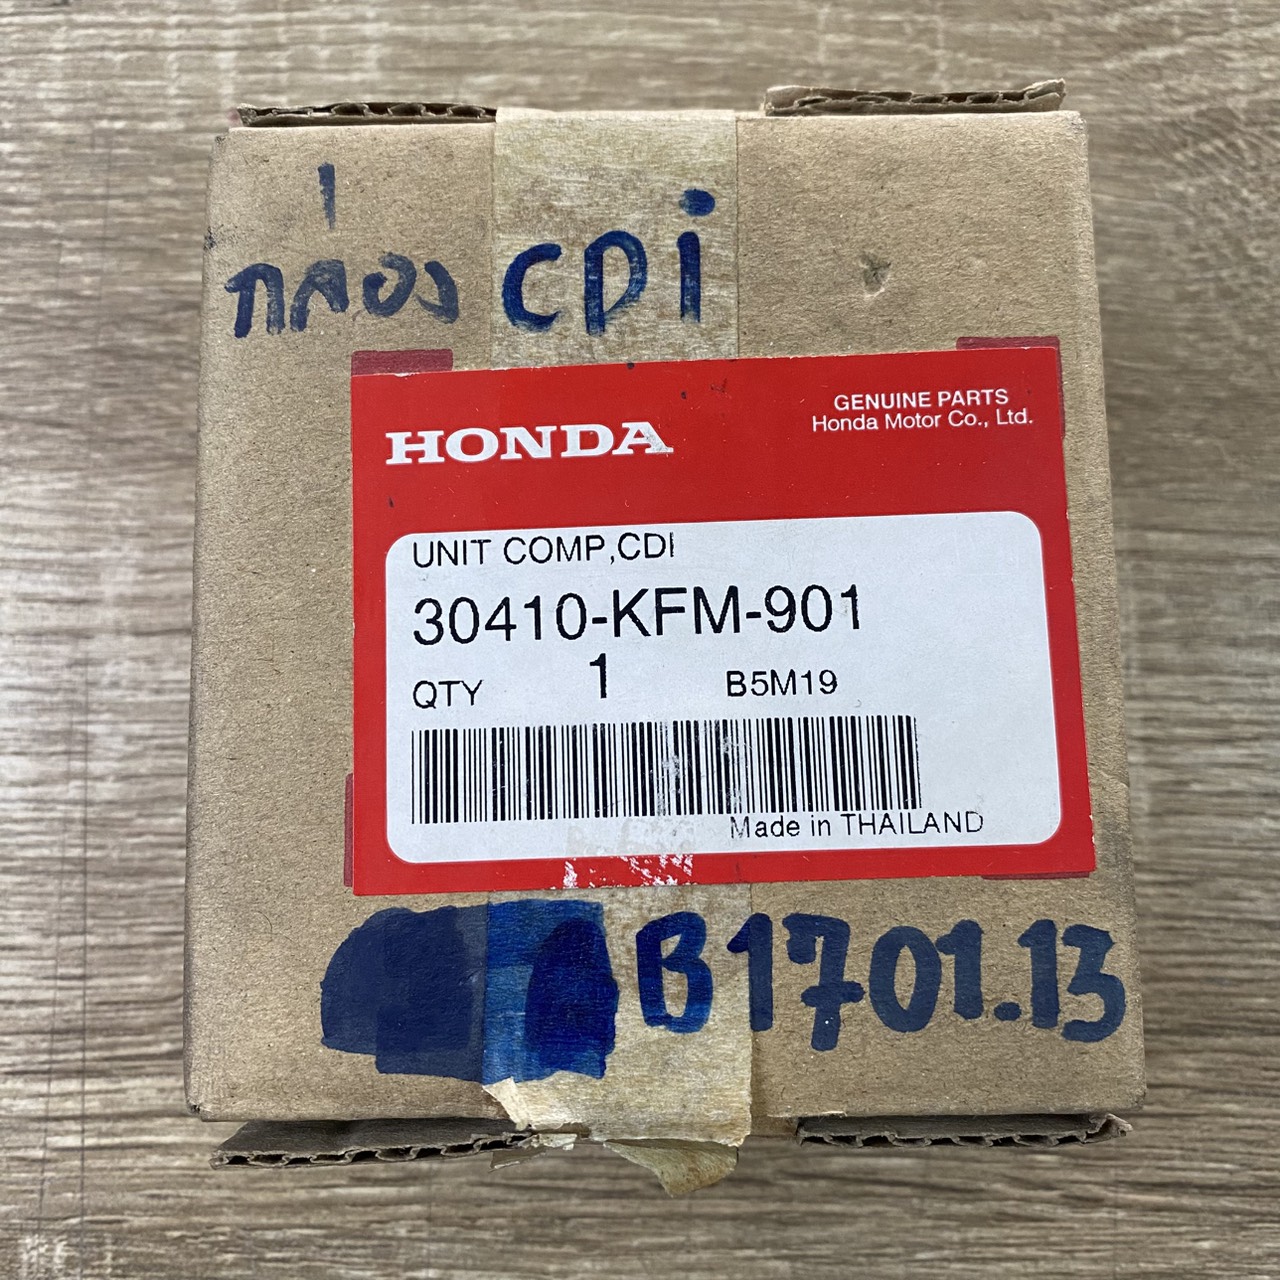 กล่อง CDi
HONDA
GENUINE PARTS
Honda Motor Co., Ltd.
UNIT COMP,CDI
30410-KFM-901
QTY 1 B5M19
Made in THAILAND
B1701.13